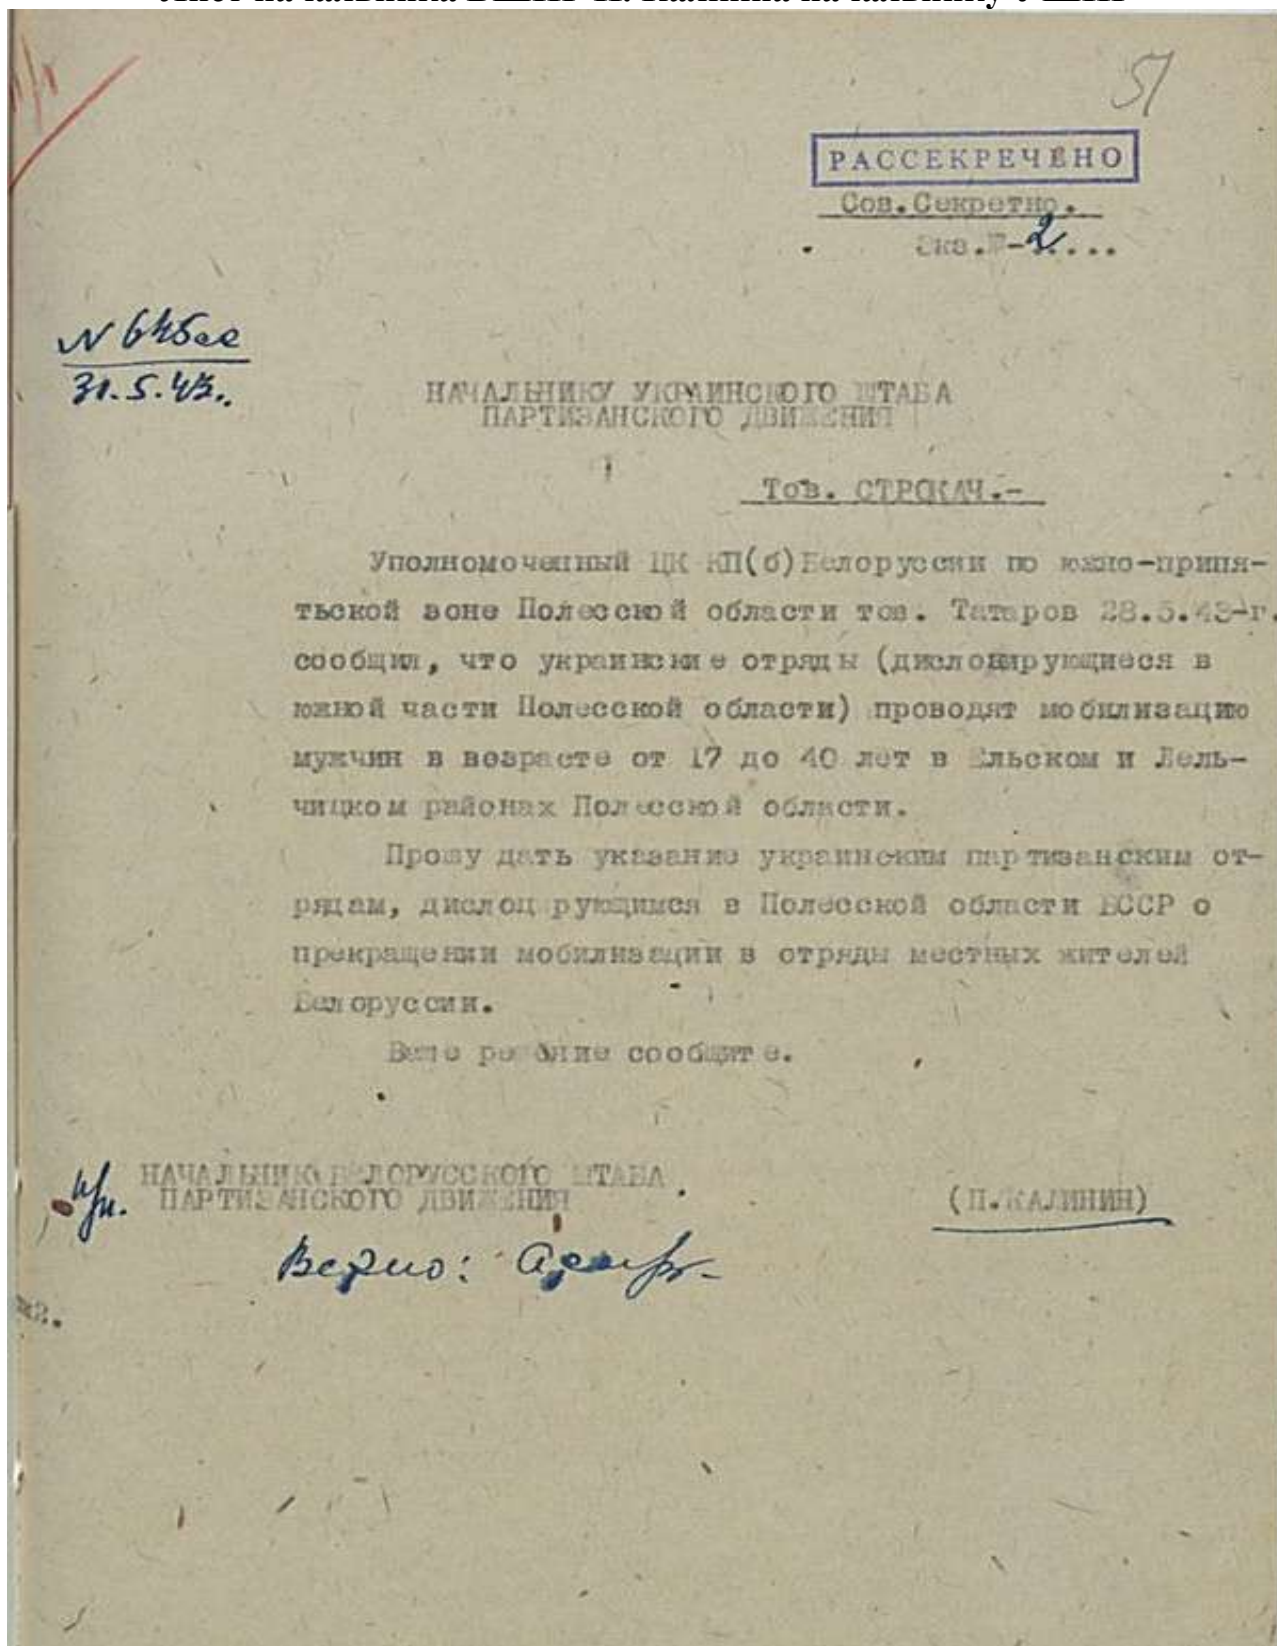 51
РАССЕКРЕЧЕНО
Сов.Секретно.
Экз.№-2....
31.5.43.
НАЧАЛЬНИКУ УКРАИНСКОГО ШТАБА
ПАРТИЗАНСКОГО ДВИЖЕНИЯ
Тов. СТРОКАЧ.-
Уполномоченный ЦК КП(б)Белоруссии по южно-припя-
тьской зоне Полесской области тов. Татаров 28.5.43-г.
сообщил, что украинские отряды (дислоцирующиеся в
южной части Полесской области) проводят мобилизацию
мужчин в возрасте от 17 до 40 лет в Ельском и Лель-
чицком районах Полесской области.
Прошу дать указание украинским партизанским от-
рядам, дислоцирующимся в Полесской области БССР о
прекращении мобилизации в отряды местных жителей
Белоруссии.
Ваше решение сообщите.
НАЧАЛЬНИК БЕЛОРУССКОГО ШТАБА
ПАРТИЗАНСКОГО ДВИЖЕНИЯ
(П.КАЛИНИН)
Верно: